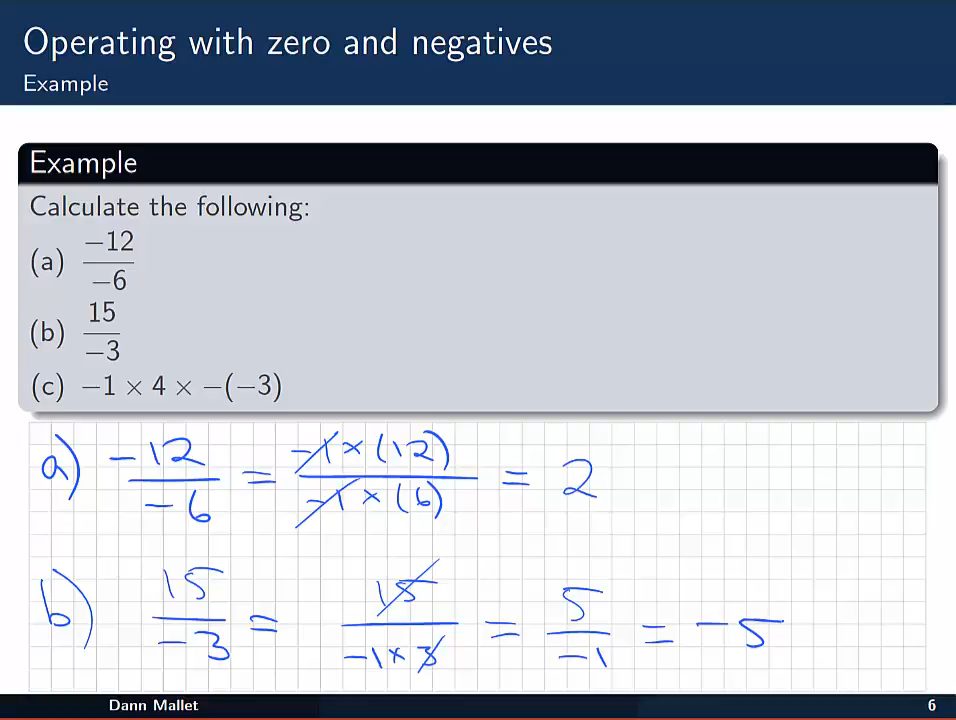 Operating with zero and negatives
Example
Example
Calculate the following:
(a) −12/−6
(b) 15/−3
(c) −1 × 4 × −(−3)
a) −12/−6 = −1×(12)/−1×(6) = 2
b) 15/−3 = 15/−1×3 = 5/−1 = −5
Dann Mallet 6